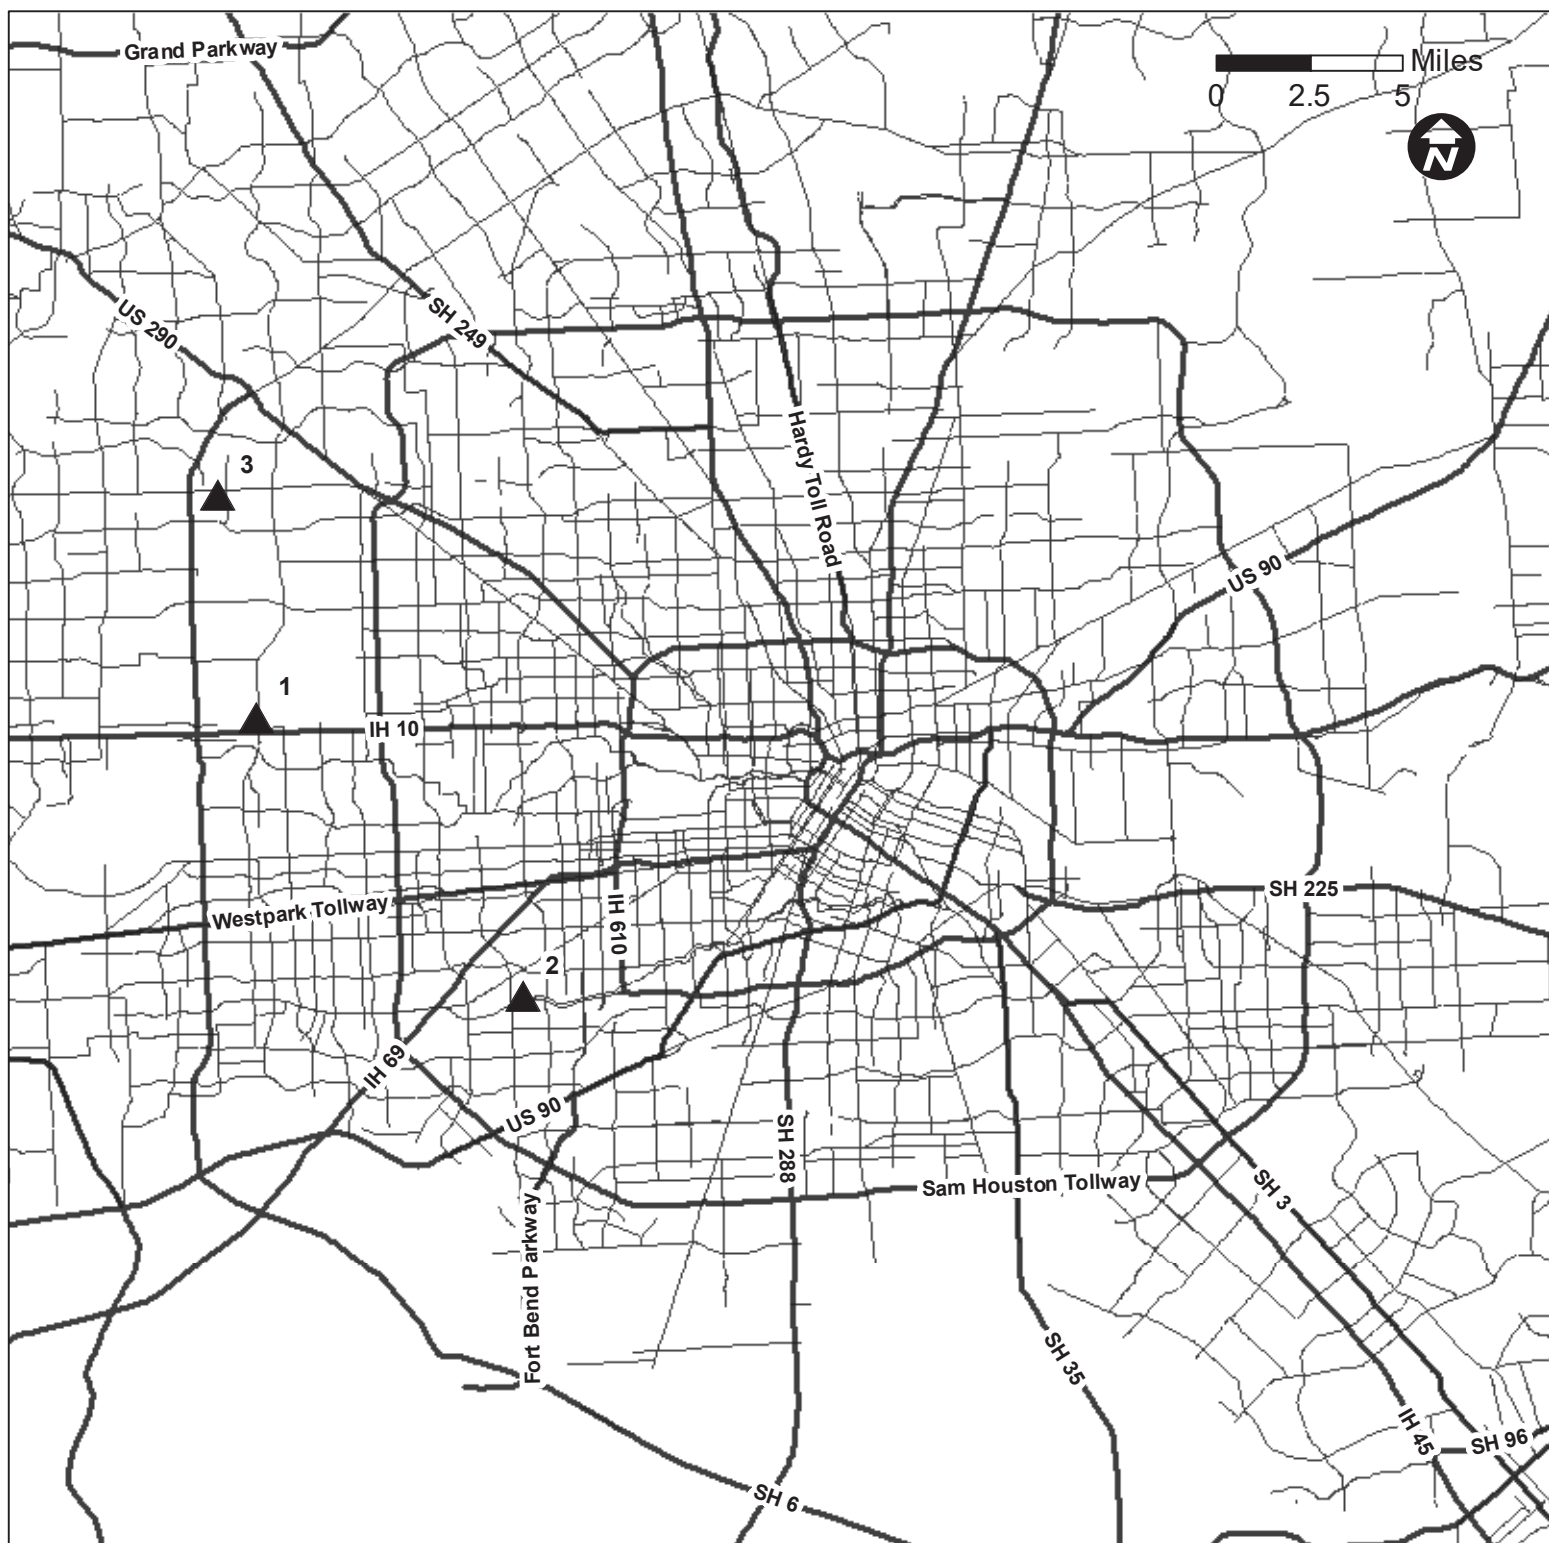 Grand Parkway
Miles
0 2.5 5
N
US 290
SH 249
Hardy Toll Road
3
US 90
1
IH 10
SH 225
Westpark Tollway
IH 610
2
IH 69
US 90
SH 288
Sam Houston Tollway
SH 3
Fort Bend Parkway
SH 35
IH 45
SH 96
SH 6